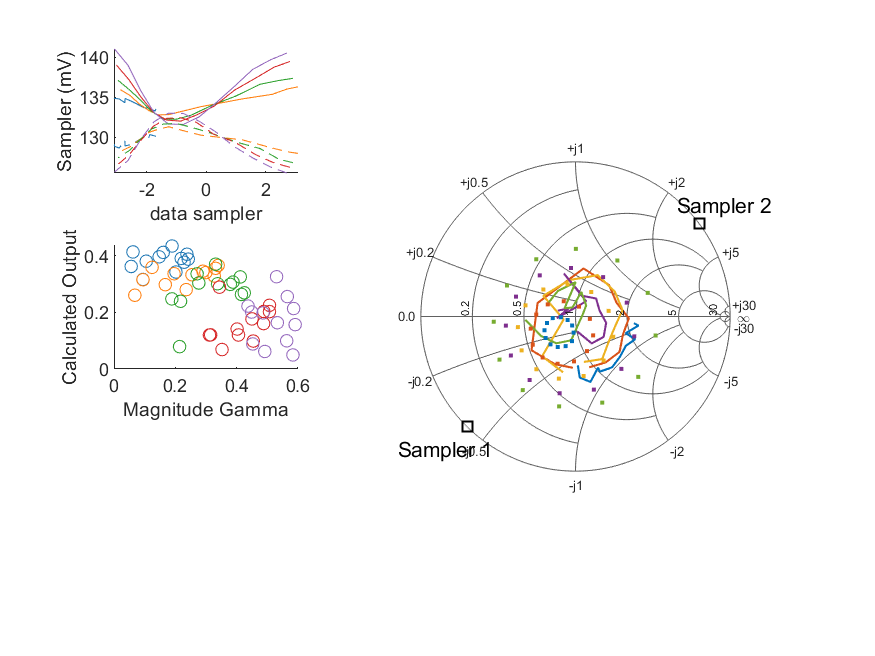 Sampler (mV)
140
135
130
-2
0
2
data sampler
Calculated Output
0.4
0.2
0
0
0.2
0.4
0.6
Magnitude Gamma
+j1
+j0.5
+j2
Sampler 2
+j0.2
+j5
0.0
0.2
0.5
1
2
5
30
+j30
∞
-j30
-j0.2
-j5
Sampler 1
-j0.5
-j2
-j1